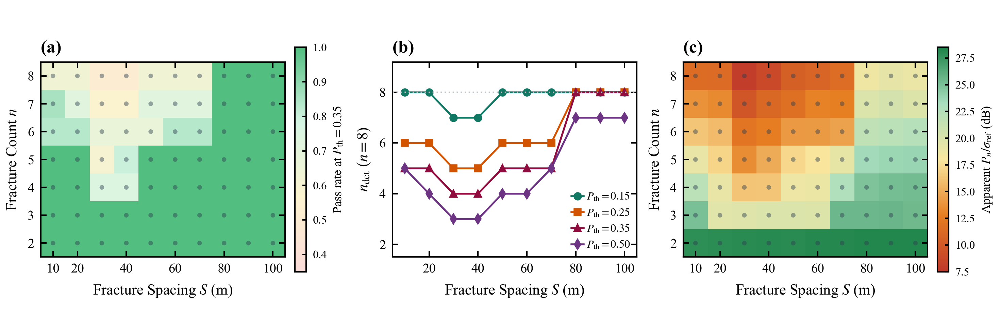 (a)
8
7
6
5
4
3
2
Fracture Count n
10 20 40 60 80 100
Fracture Spacing S (m)
1.0
0.9
0.8
0.7
0.6
0.5
0.4
Pass rate at P_th = 0.35
(b)
8
6
4
2
n_det (n = 8)
P_th = 0.15
P_th = 0.25
P_th = 0.35
P_th = 0.50
20 40 60 80 100
Fracture Spacing S (m)
(c)
8
7
6
5
4
3
2
Fracture Count n
10 20 40 60 80 100
Fracture Spacing S (m)
27.5
25.0
22.5
20.0
17.5
15.0
12.5
10.0
7.5
Apparent P_n/σ_ref (dB)